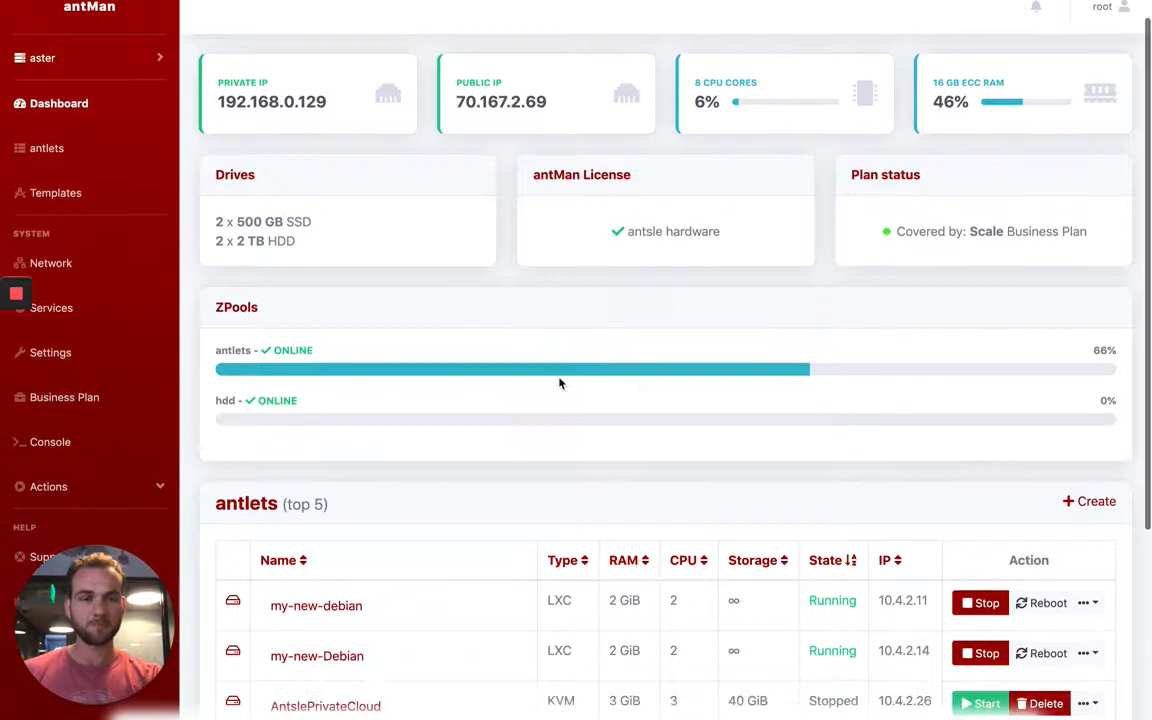 antMan
root
aster
Dashboard
antlets
Templates
SYSTEM
Network
Services
Settings
Business Plan
Console
Actions
HELP
PRIVATE IP
192.168.0.129
PUBLIC IP
70.167.2.69
8 CPU CORES
6%
16 GB ECC RAM
46%
Drives
2 x 500 GB SSD
2 x 2 TB HDD
antMan License
antsle hardware
Plan status
Covered by: Scale Business Plan
ZPools
antlets - ONLINE
66%
hdd - ONLINE
0%
antlets (top 5)
Create
Name Type RAM CPU Storage State IP Action
my-new-debian LXC 2 GiB 2 ∞ Running 10.4.2.11 Stop Reboot
my-new-Debian LXC 2 GiB 2 ∞ Running 10.4.2.14 Stop Reboot
AntslePrivateCloud KVM 3 GiB 3 40 GiB Stopped 10.4.2.26 Start Delete